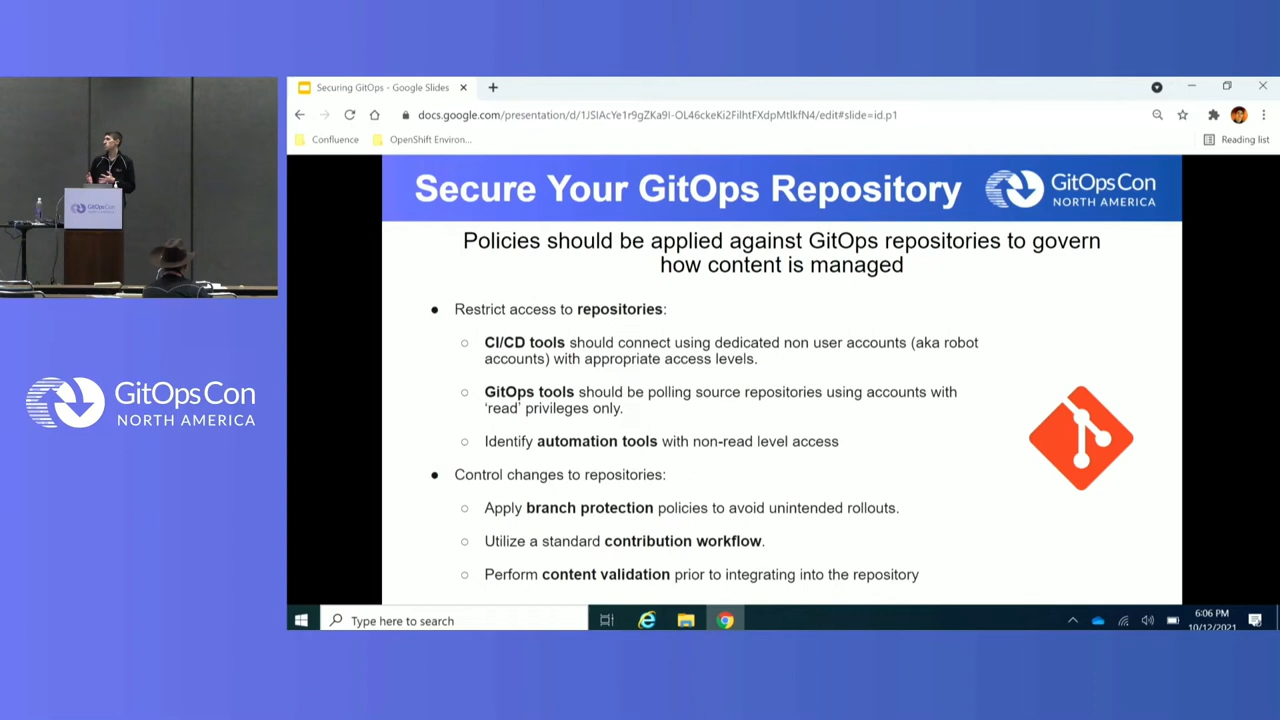 Securing GitOps - Google Slides
docs.google.com/presentation/d/1JSIAcYe1r9gZKa9I-OL46ckeKi2FilhtFXdpMtIkfN4/edit#slide=id.p1
Confluence
OpenShift Environ...
Reading list
Secure Your GitOps Repository
GitOpsCon
NORTH AMERICA
Policies should be applied against GitOps repositories to govern
how content is managed
Restrict access to repositories:
CI/CD tools should connect using dedicated non user accounts (aka robot
accounts) with appropriate access levels.
GitOps tools should be polling source repositories using accounts with
‘read’ privileges only.
Identify automation tools with non-read level access
Control changes to repositories:
Apply branch protection policies to avoid unintended rollouts.
Utilize a standard contribution workflow.
Perform content validation prior to integrating into the repository
Type here to search
6:06 PM
10/12/2021
GitOpsCon
GitOpsCon
NORTH AMERICA